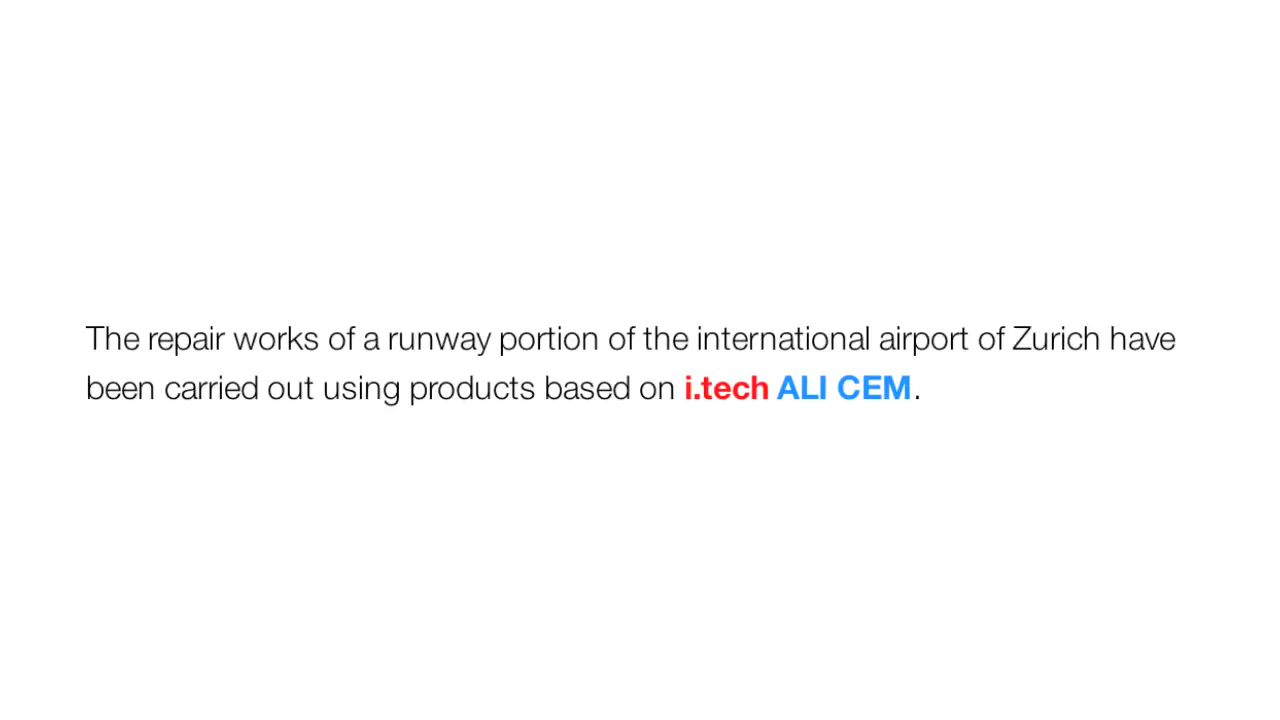 The repair works of a runway portion of the international airport of Zurich have
been carried out using products based on i.tech ALI CEM.